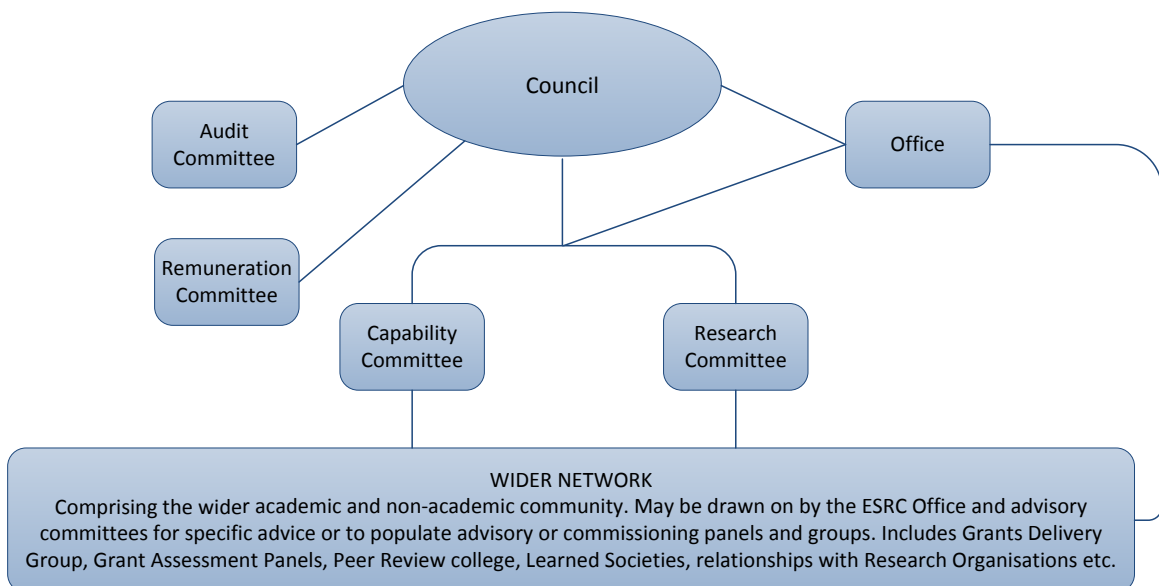 Council
Audit
Committee
Office
Remuneration
Committee
Capability
Committee
Research
Committee
WIDER NETWORK
Comprising the wider academic and non-academic community. May be drawn on by the ESRC Office and advisory
committees for specific advice or to populate advisory or commissioning panels and groups. Includes Grants Delivery
Group, Grant Assessment Panels, Peer Review college, Learned Societies, relationships with Research Organisations etc.